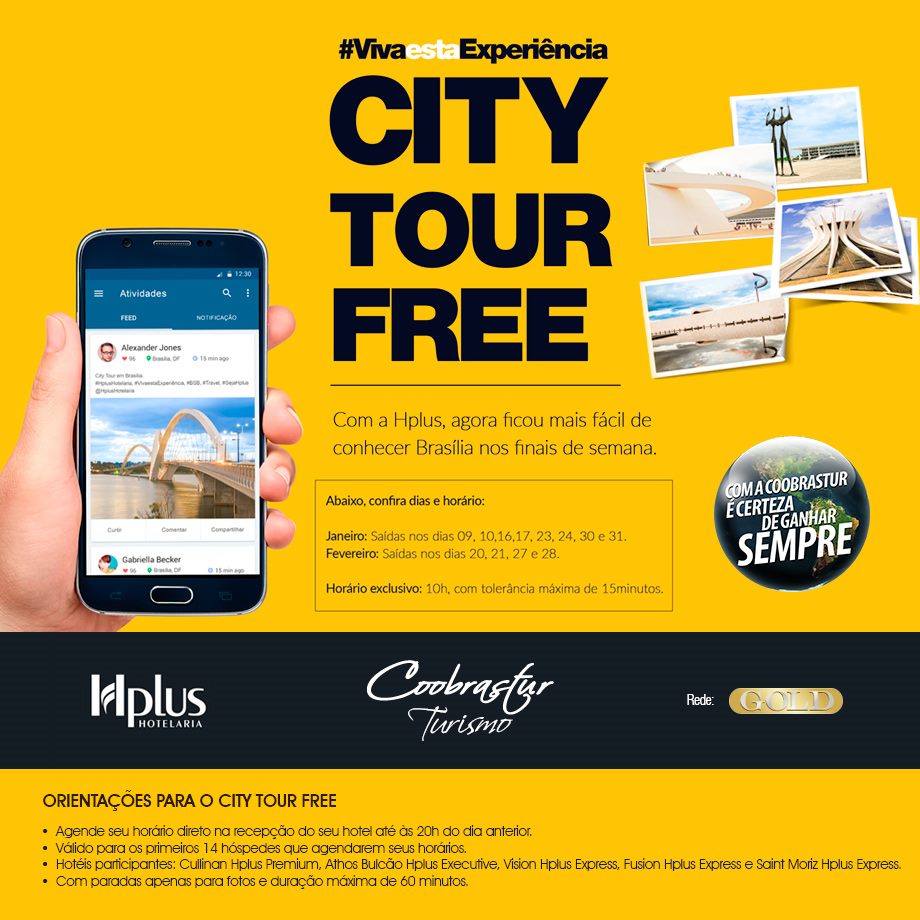 #VivaestaExperiência
CITY
TOUR
FREE
12:30
Atividades
FEED
NOTIFICAÇÃO
Alexander Jones
96 Brasília, DF 15 min ago
City Tour em Brasília.
#HplusHotelaria, #VivaestaExperiência, #BSB, #Travel, #SejaHplus
@HplusHotelaria
Curtir Comentar Compartilhar
Gabriella Becker
96 Brasília, DF 15 min ago
Com a Hplus, agora ficou mais fácil de
conhecer Brasília nos finais de semana.
Abaixo, confira dias e horário:
Janeiro: Saídas nos dias 09, 10,16,17, 23, 24, 30 e 31.
Fevereiro: Saídas nos dias 20, 21, 27 e 28.
Horário exclusivo: 10h, com tolerância máxima de 15minutos.
COM A COOBRASTUR
É CERTEZA
DE GANHAR
SEMPRE
Hplus
HOTELARIA
Coobrastur
Turismo
Rede: GOLD
ORIENTAÇÕES PARA O CITY TOUR FREE
• Agende seu horário direto na recepção do seu hotel até às 20h do dia anterior.
• Válido para os primeiros 14 hóspedes que agendarem seus horários.
• Hotéis participantes: Cullinan Hplus Premium, Athos Bulcão Hplus Executive, Vision Hplus Express, Fusion Hplus Express e Saint Moriz Hplus Express.
• Com paradas apenas para fotos e duração máxima de 60 minutos.